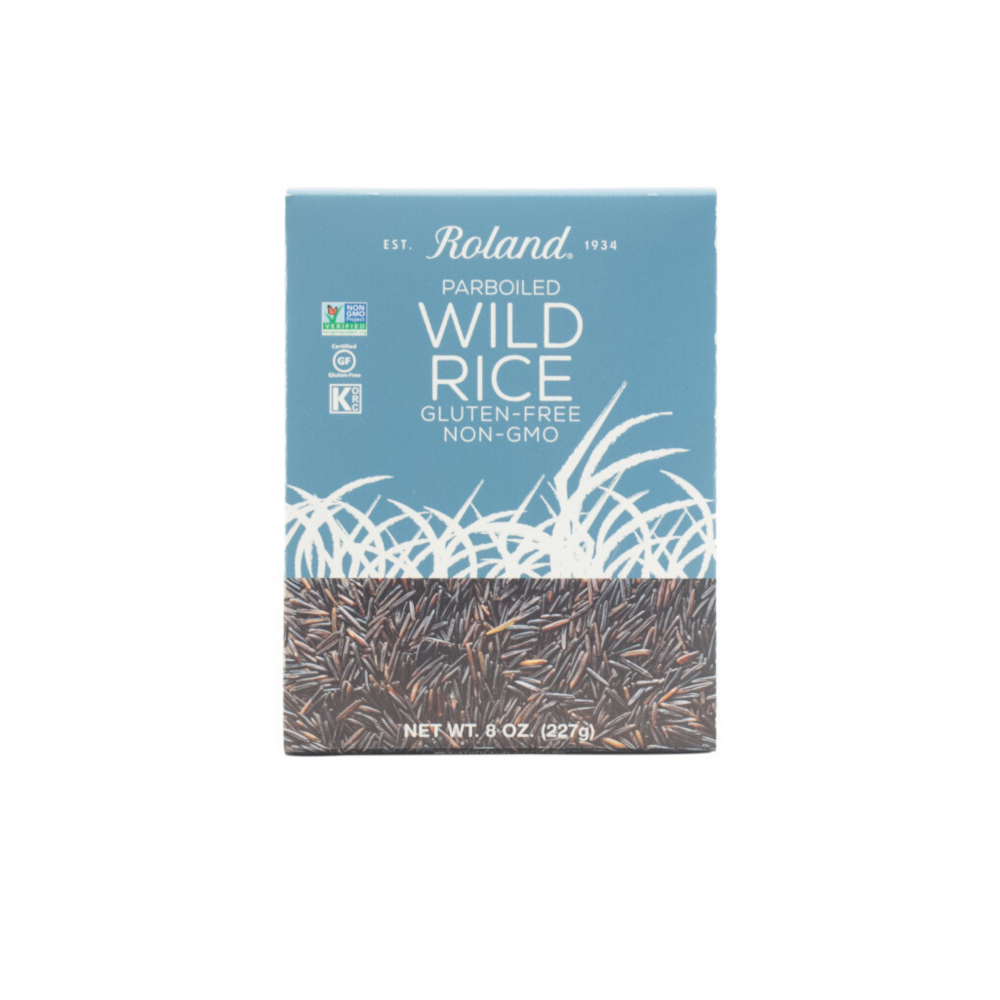 EST. Roland® 1934
PARBOILED
WILD
RICE
GLUTEN-FREE
NON-GMO
NON
GMO
Project
VERIFIED
Certified
GF
Gluten-Free
K ORC
NET WT. 8 OZ. (227g)